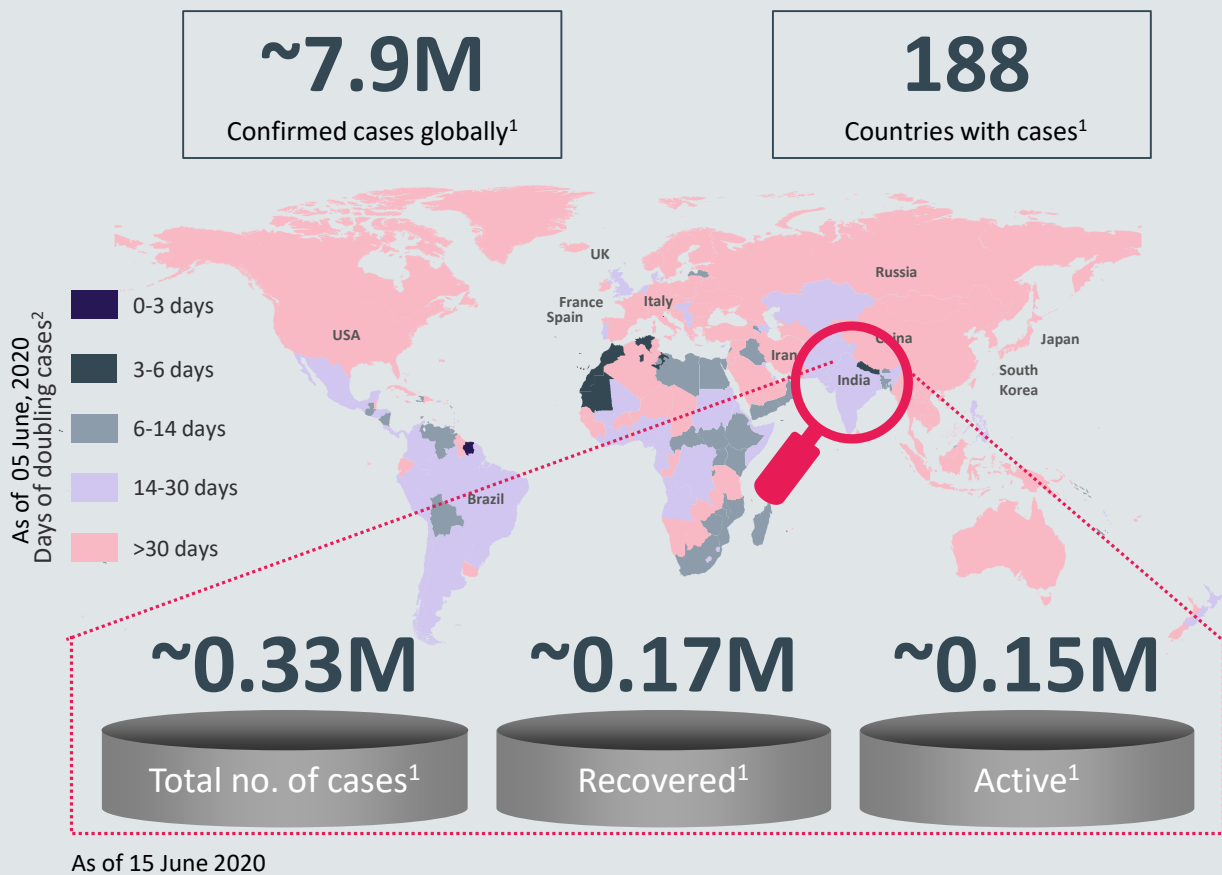 ~7.9M
Confirmed cases globally1
188
Countries with cases1
As of 05 June, 2020
Days of doubling cases2
0-3 days
3-6 days
6-14 days
14-30 days
>30 days
UK
Russia
France
Italy
Spain
USA
China
Japan
Iran
South
Korea
India
Brazil
~0.33M
Total no. of cases1
~0.17M
Recovered1
~0.15M
Active1
As of 15 June 2020